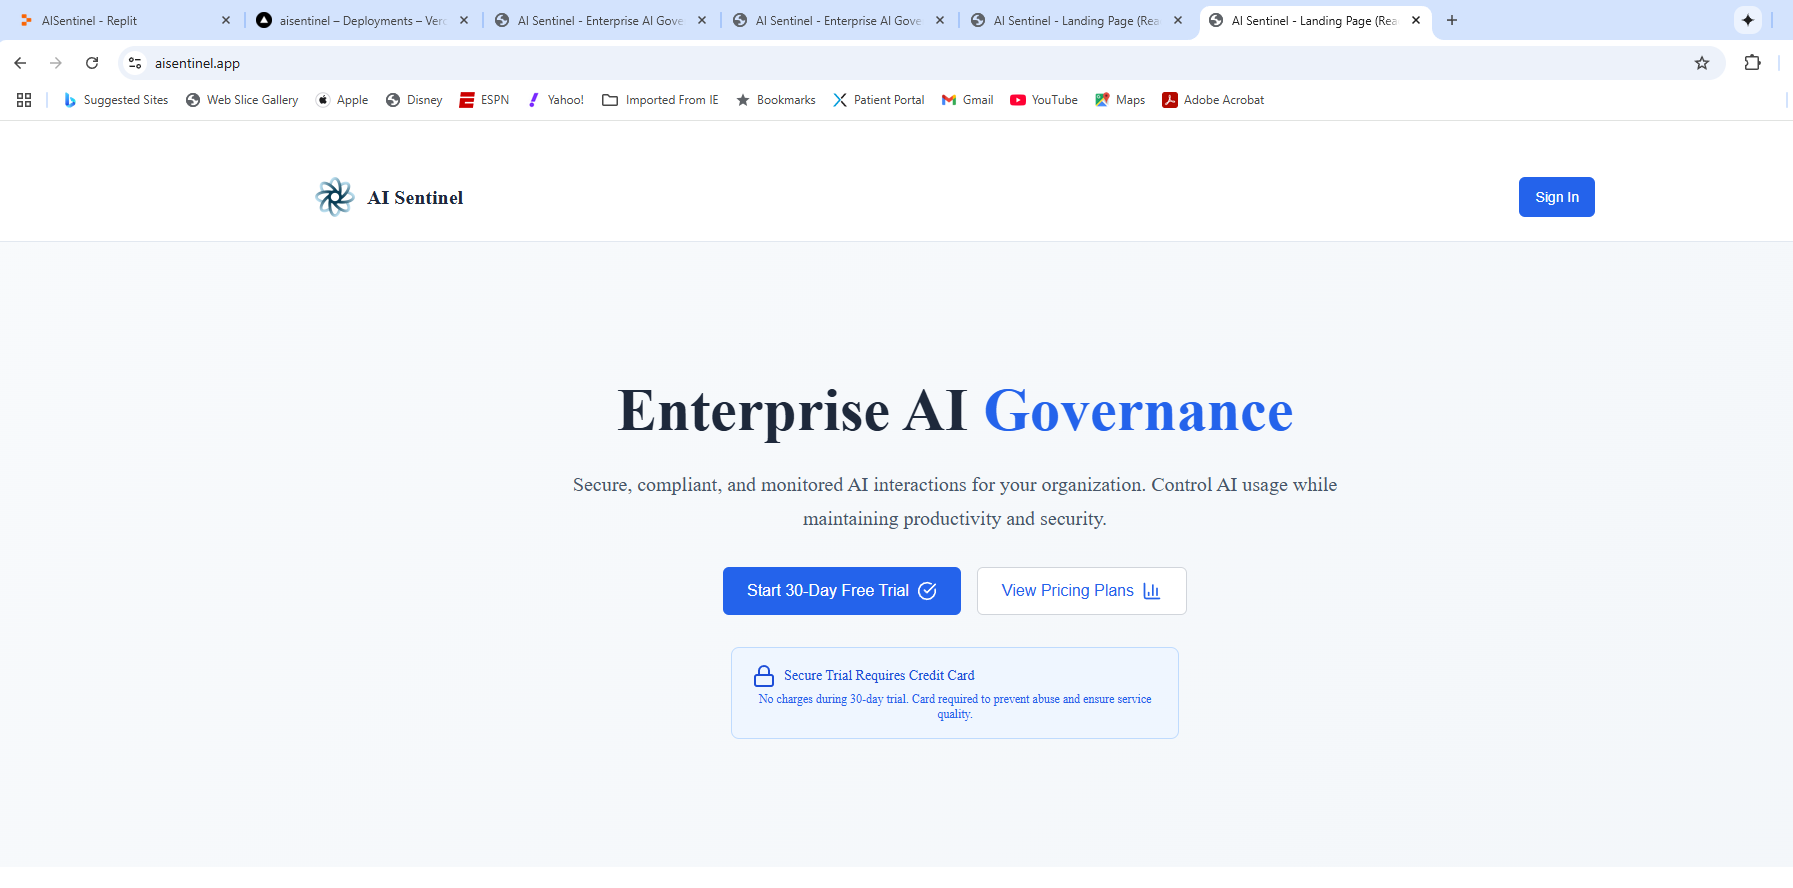 AISentinel - Replit
aisentinel – Deployments – Verc
AI Sentinel - Enterprise AI Gove
AI Sentinel - Enterprise AI Gove
AI Sentinel - Landing Page (Rea
AI Sentinel - Landing Page (Rea
aisentinel.app
Suggested Sites
Web Slice Gallery
Apple
Disney
ESPN
Yahoo!
Imported From IE
Bookmarks
Patient Portal
Gmail
YouTube
Maps
Adobe Acrobat
AI Sentinel
Sign In
Enterprise AI Governance
Secure, compliant, and monitored AI interactions for your organization. Control AI usage while
maintaining productivity and security.
Start 30-Day Free Trial
View Pricing Plans
Secure Trial Requires Credit Card
No charges during 30-day trial. Card required to prevent abuse and ensure service
quality.